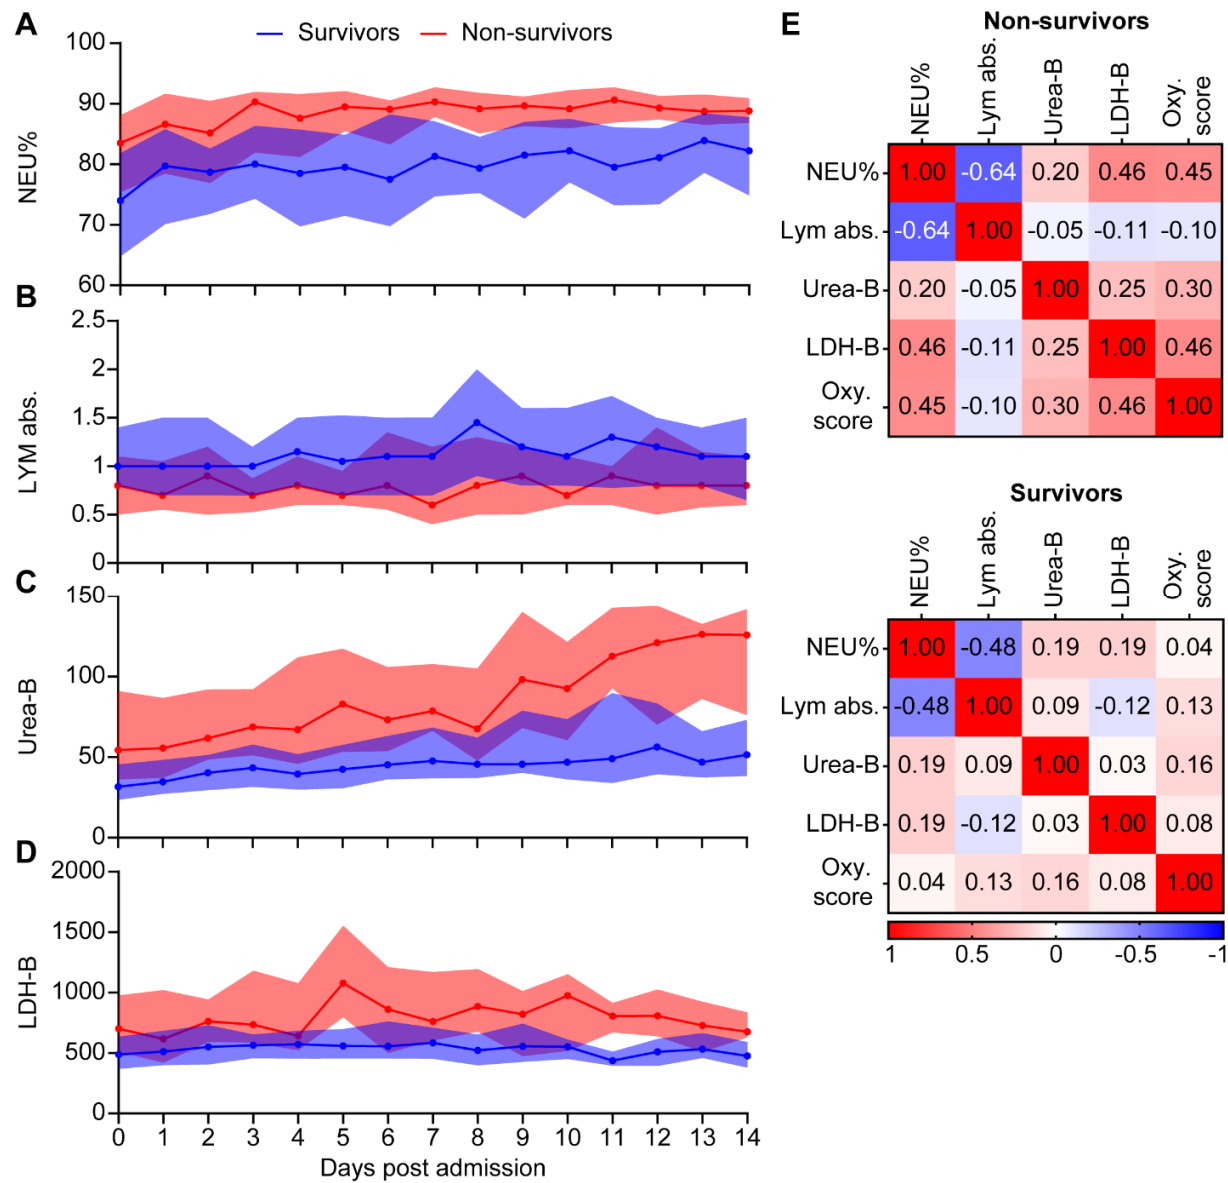 A
Survivors Non-survivors
NEU%
100
90
80
70
60
B
LYM abs.
2.5
2
1.5
1
0.5
0
C
Urea-B
150
100
50
0
D
LDH-B
2000
1500
1000
500
0
0 1 2 3 4 5 6 7 8 9 10 11 12 13 14
Days post admission
E
Non-survivors
NEU% Lym abs. Urea-B LDH-B Oxy. score
NEU% 1.00 -0.64 0.20 0.46 0.45
Lym abs. -0.64 1.00 -0.05 -0.11 -0.10
Urea-B 0.20 -0.05 1.00 0.25 0.30
LDH-B 0.46 -0.11 0.25 1.00 0.46
Oxy. score 0.45 -0.10 0.30 0.46 1.00
Survivors
NEU% Lym abs. Urea-B LDH-B Oxy. score
NEU% 1.00 -0.48 0.19 0.19 0.04
Lym abs. -0.48 1.00 0.09 -0.12 0.13
Urea-B 0.19 0.09 1.00 0.03 0.16
LDH-B 0.19 -0.12 0.03 1.00 0.08
Oxy. score 0.04 0.13 0.16 0.08 1.00
1 0.5 0 -0.5 -1